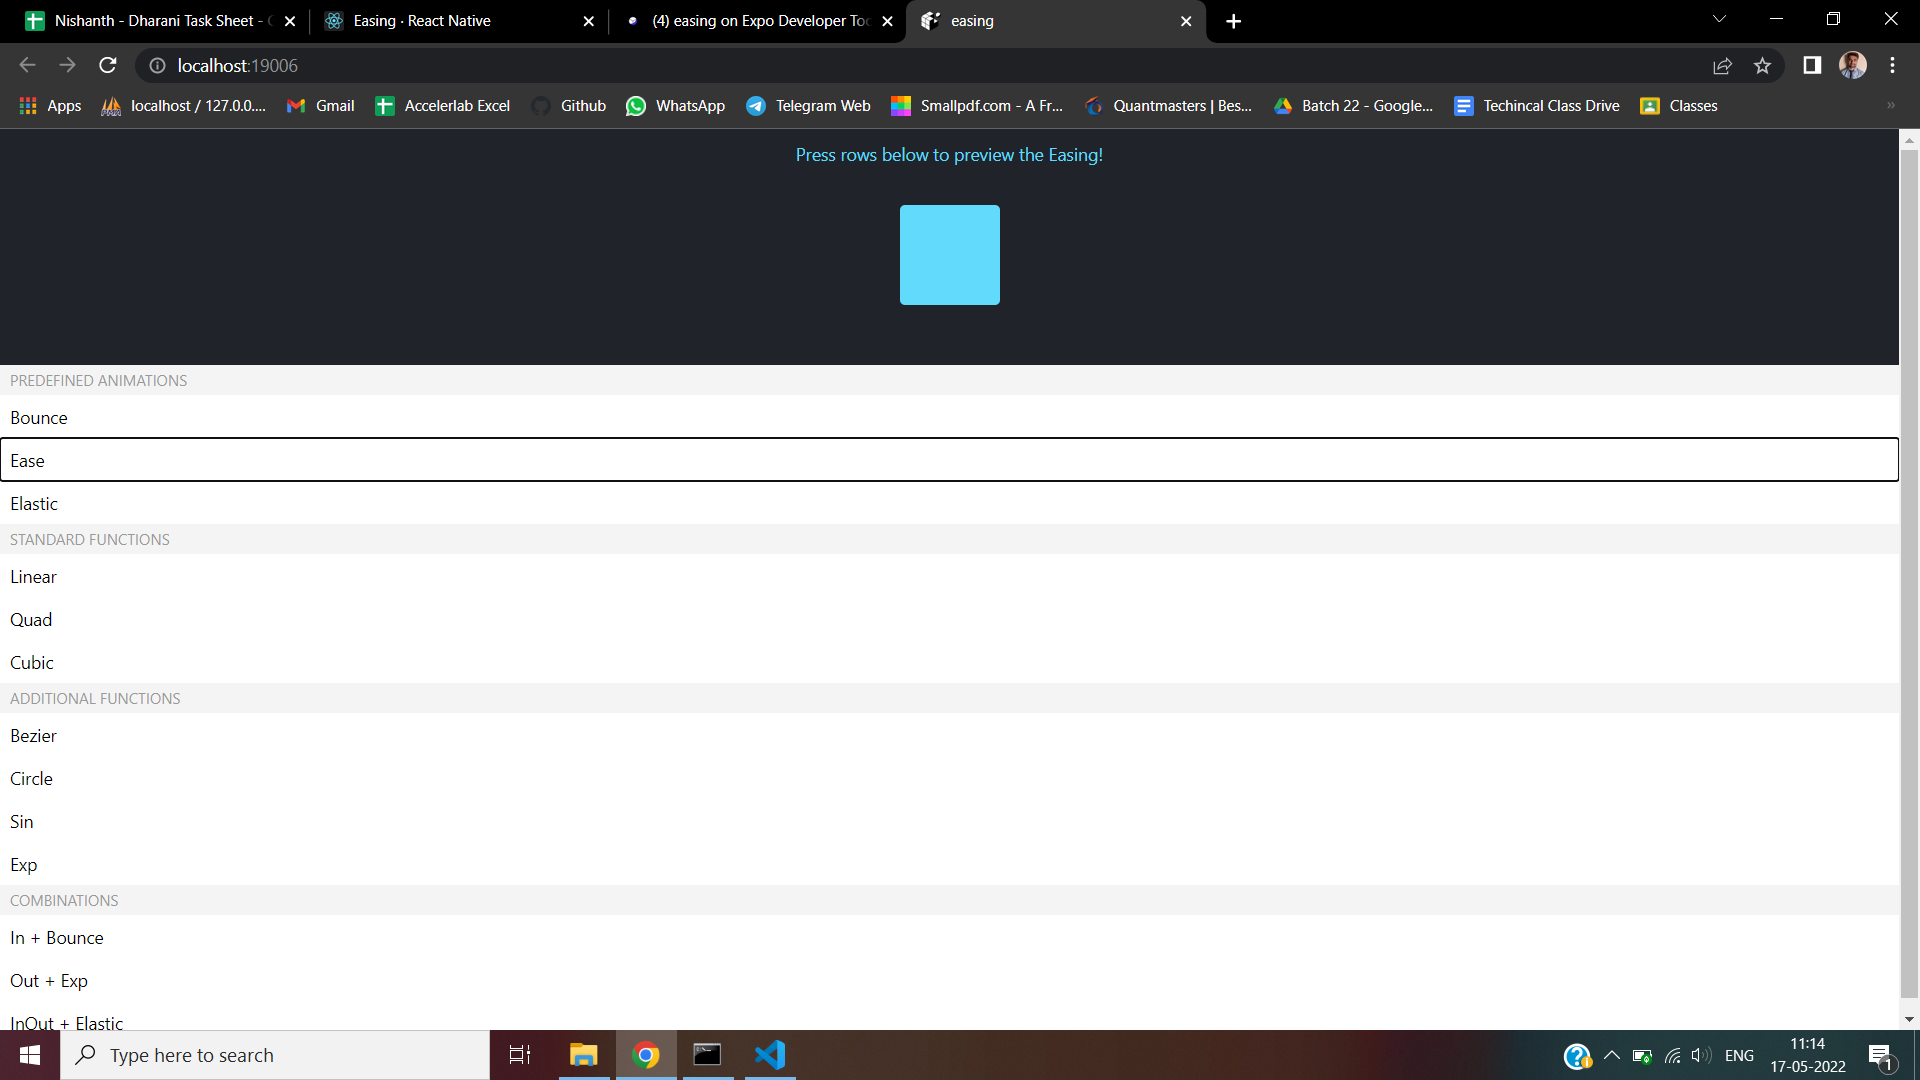 Nishanth - Dharani Task Sheet -
Easing · React Native
(4) easing on Expo Developer Too
easing
localhost:19006
Apps
localhost / 127.0.0....
Gmail
Accelerlab Excel
Github
WhatsApp
Telegram Web
Smallpdf.com - A Fr...
Quantmasters | Bes...
Batch 22 - Google...
Techincal Class Drive
Classes
»
Press rows below to preview the Easing!
PREDEFINED ANIMATIONS
Bounce
Ease
Elastic
STANDARD FUNCTIONS
Linear
Quad
Cubic
ADDITIONAL FUNCTIONS
Bezier
Circle
Sin
Exp
COMBINATIONS
In + Bounce
Out + Exp
InOut + Elastic
Type here to search
ENG
11:14
17-05-2022
1